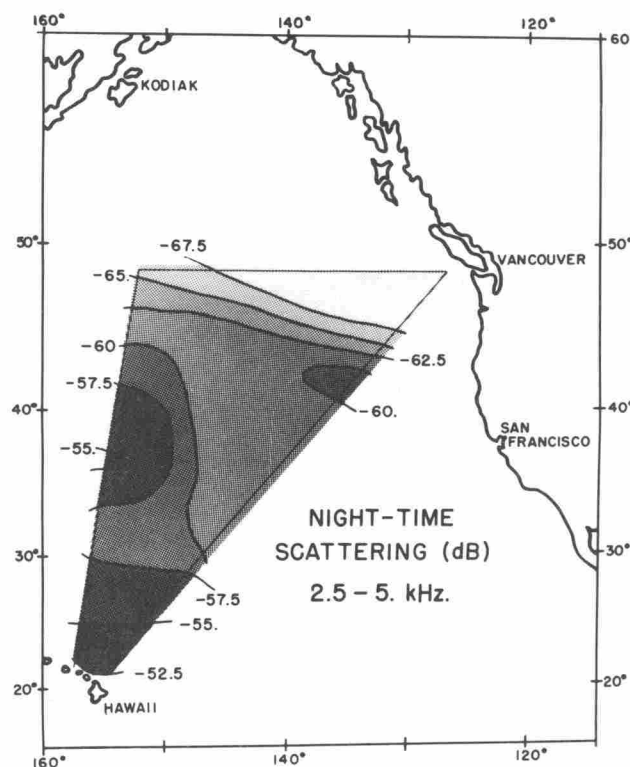 160° 140° 120°
60
KODIAK
50° 50°
-67.5
VANCOUVER
-65.
-62.5
-60
-57.5
-60.
40° 40°
SAN
FRANCISCO
-55.
NIGHT-TIME
SCATTERING (dB)
2.5 - 5. kHz.
30° 30°
-57.5
-55.
-52.5
20° 20°
HAWAII
160° 140° 120°